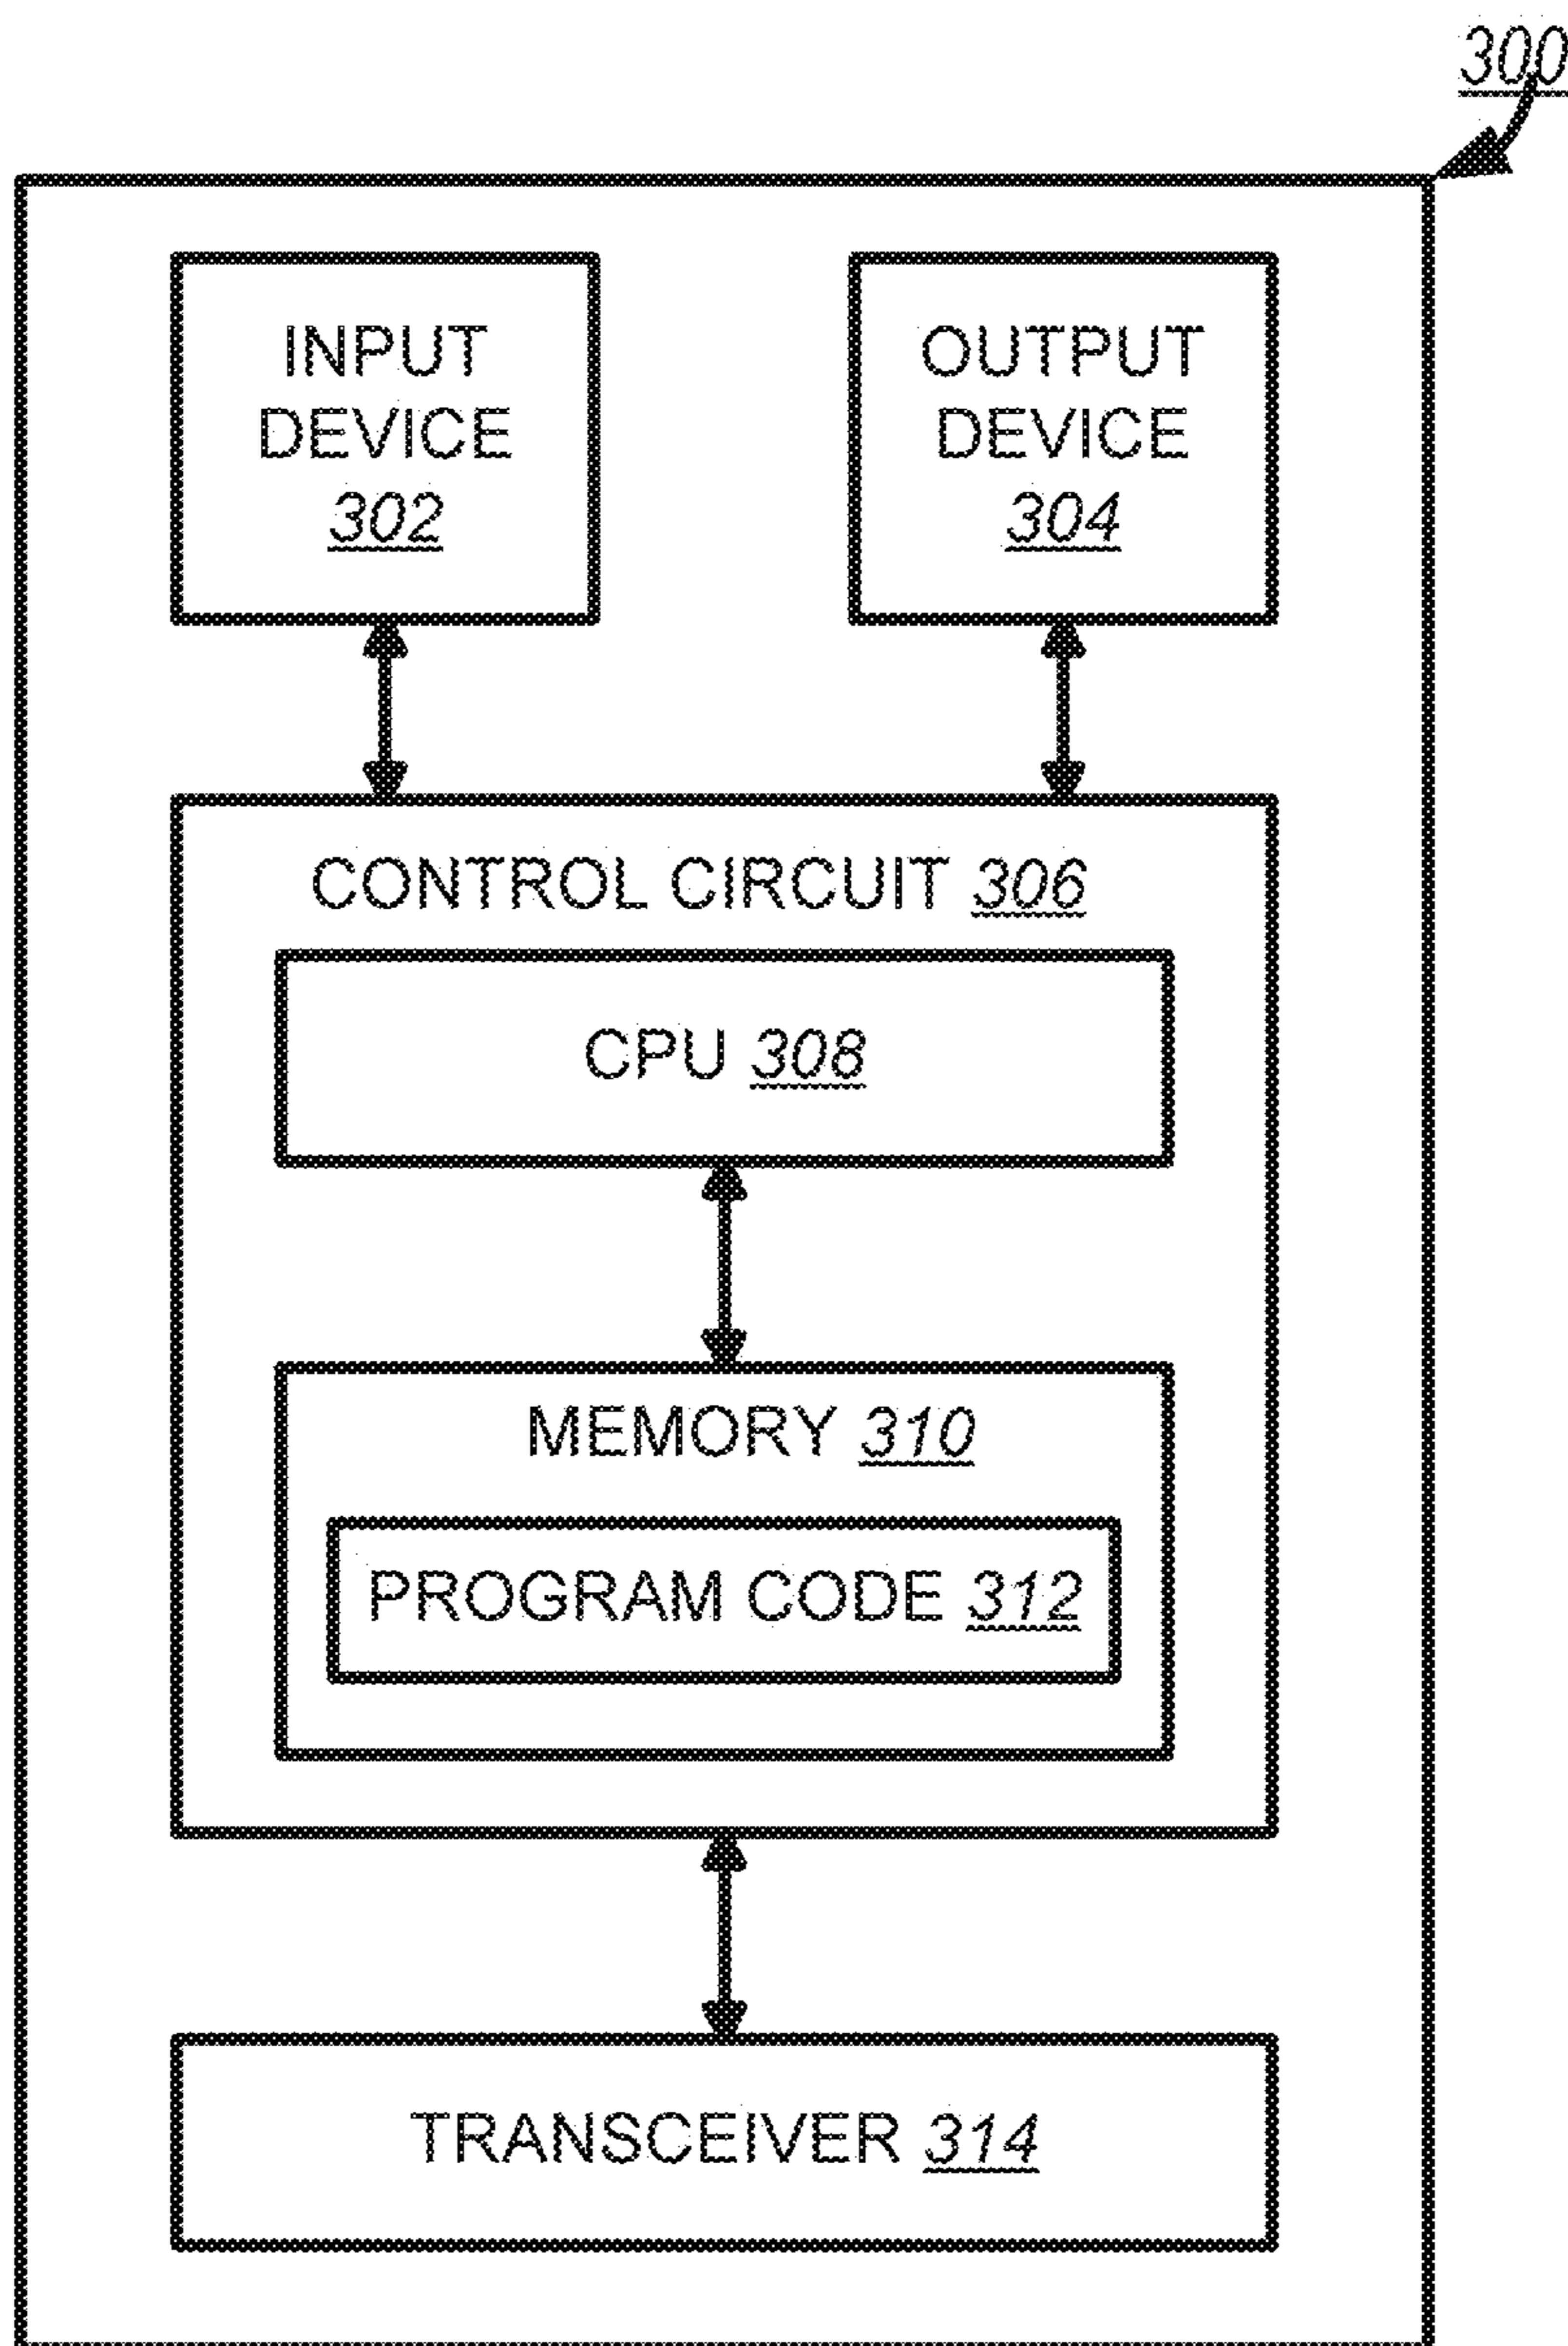 300
INPUT
DEVICE
302
OUTPUT
DEVICE
304
CONTROL CIRCUIT 306
CPU 308
MEMORY 310
PROGRAM CODE 312
TRANSCEIVER 314